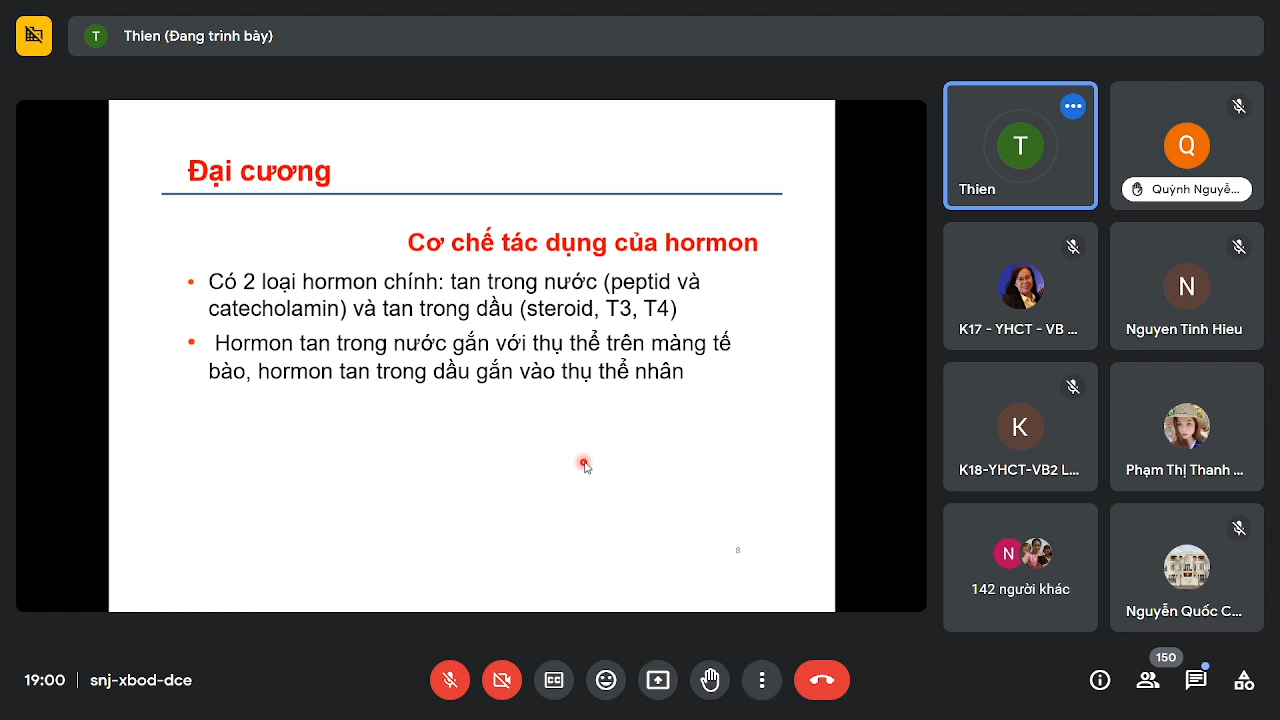 T
Thien (Đang trình bày)
Đại cương
Cơ chế tác dụng của hormon
• Có 2 loại hormon chính: tan trong nước (peptid và
catecholamin) và tan trong dầu (steroid, T3, T4)
• Hormon tan trong nước gắn với thụ thể trên màng tế
bào, hormon tan trong dầu gắn vào thụ thể nhân
8
T
Thien
Q
Quỳnh Nguyễ...
K17 - YHCT - VB ...
N
Nguyen Tinh Hieu
K
K18-YHCT-VB2 L...
Phạm Thị Thanh ...
N
142 người khác
Nguyễn Quốc C...
19:00
snj-xbod-dce
150